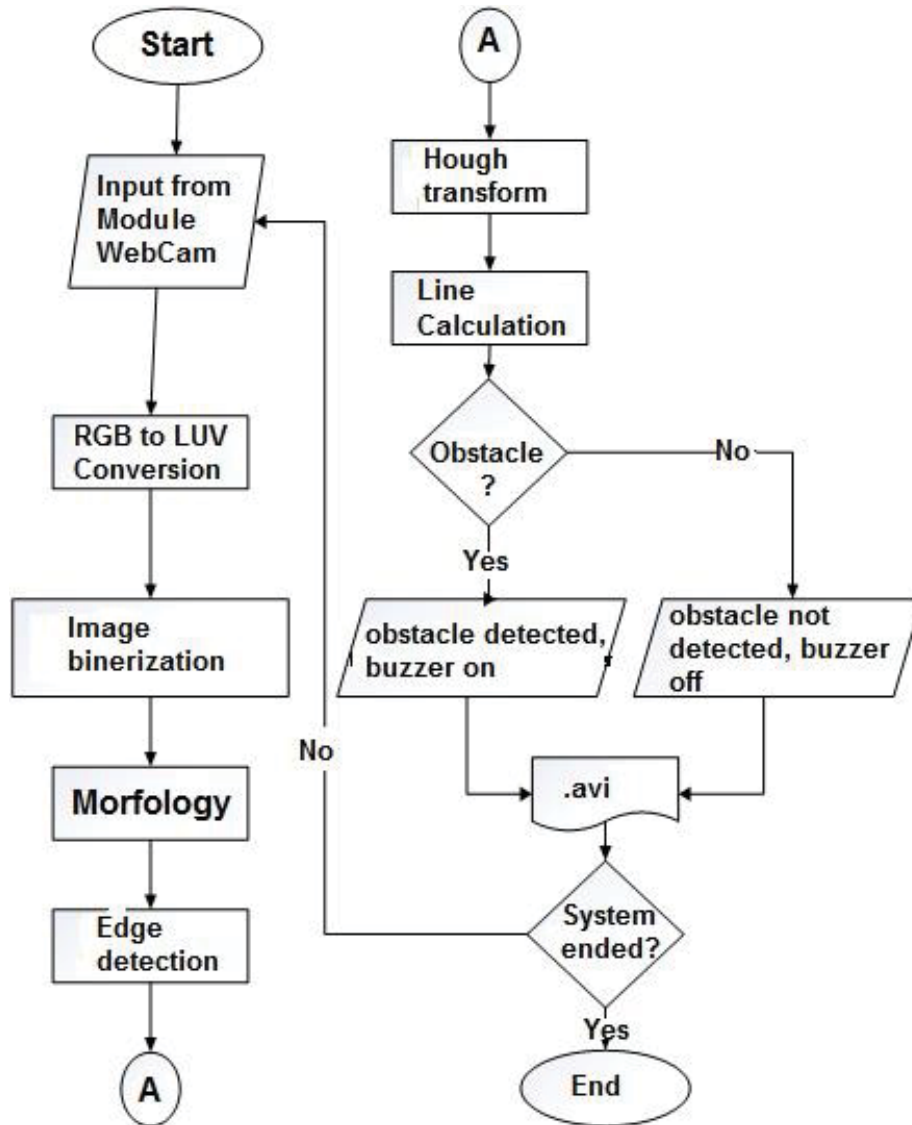 Start
Input from
Module
WebCam
RGB to LUV
Conversion
Image
binerization
Morfology
Edge
detection
A
A
Hough
transform
Line
Calculation
Obstacle
?
No
Yes
obstacle detected,
buzzer on
obstacle not
detected, buzzer
off
.avi
System
ended?
No
Yes
End